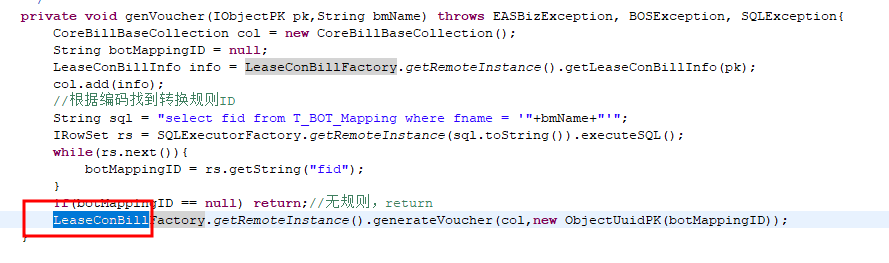 private void genVoucher(IObjectPK pk,String bmName) throws EASBizException, BOSException, SQLException{
CoreBillBaseCollection col = new CoreBillBaseCollection();
String botMappingID = null;
LeaseConBillInfo info = LeaseConBillFactory.getRemoteInstance().getLeaseConBillInfo(pk);
col.add(info);
//根据编码找到转换规则ID
String sql = "select fid from T_BOT_Mapping where fname = '"+bmName+"'";
IRowSet rs = SQLExecutorFactory.getRemoteInstance(sql.toString()).executeSQL();
while(rs.next()){
botMappingID = rs.getString("fid");
}
if(botMappingID == null) return;//无规则，return
LeaseConBillFactory.getRemoteInstance().generateVoucher(col,new ObjectUuidPK(botMappingID));
}